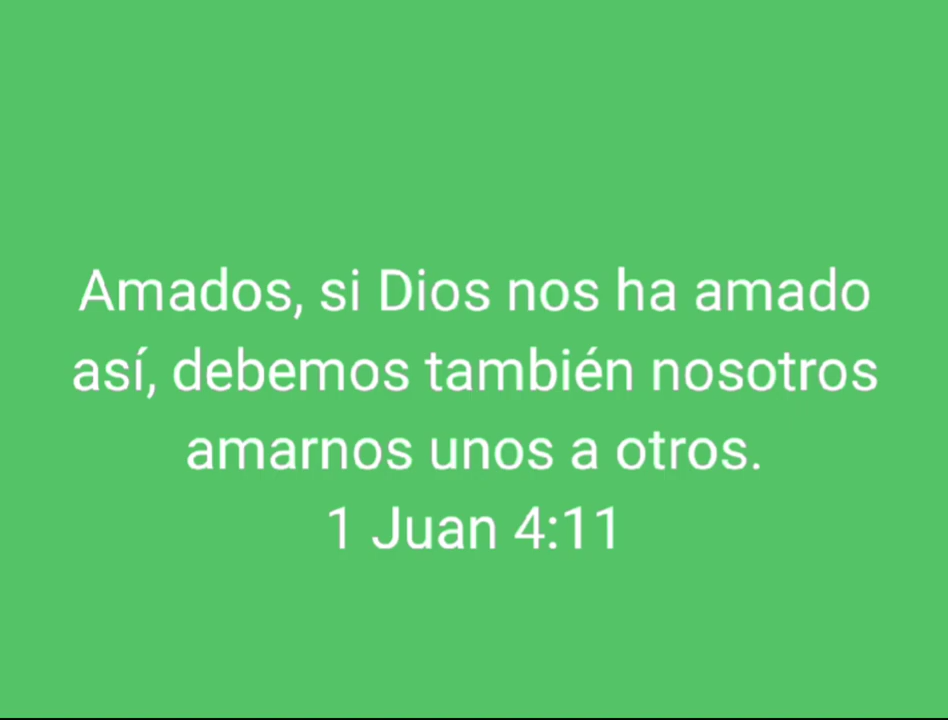 Amados, si Dios nos ha amado
así, debemos también nosotros
amarnos unos a otros.
1 Juan 4:11